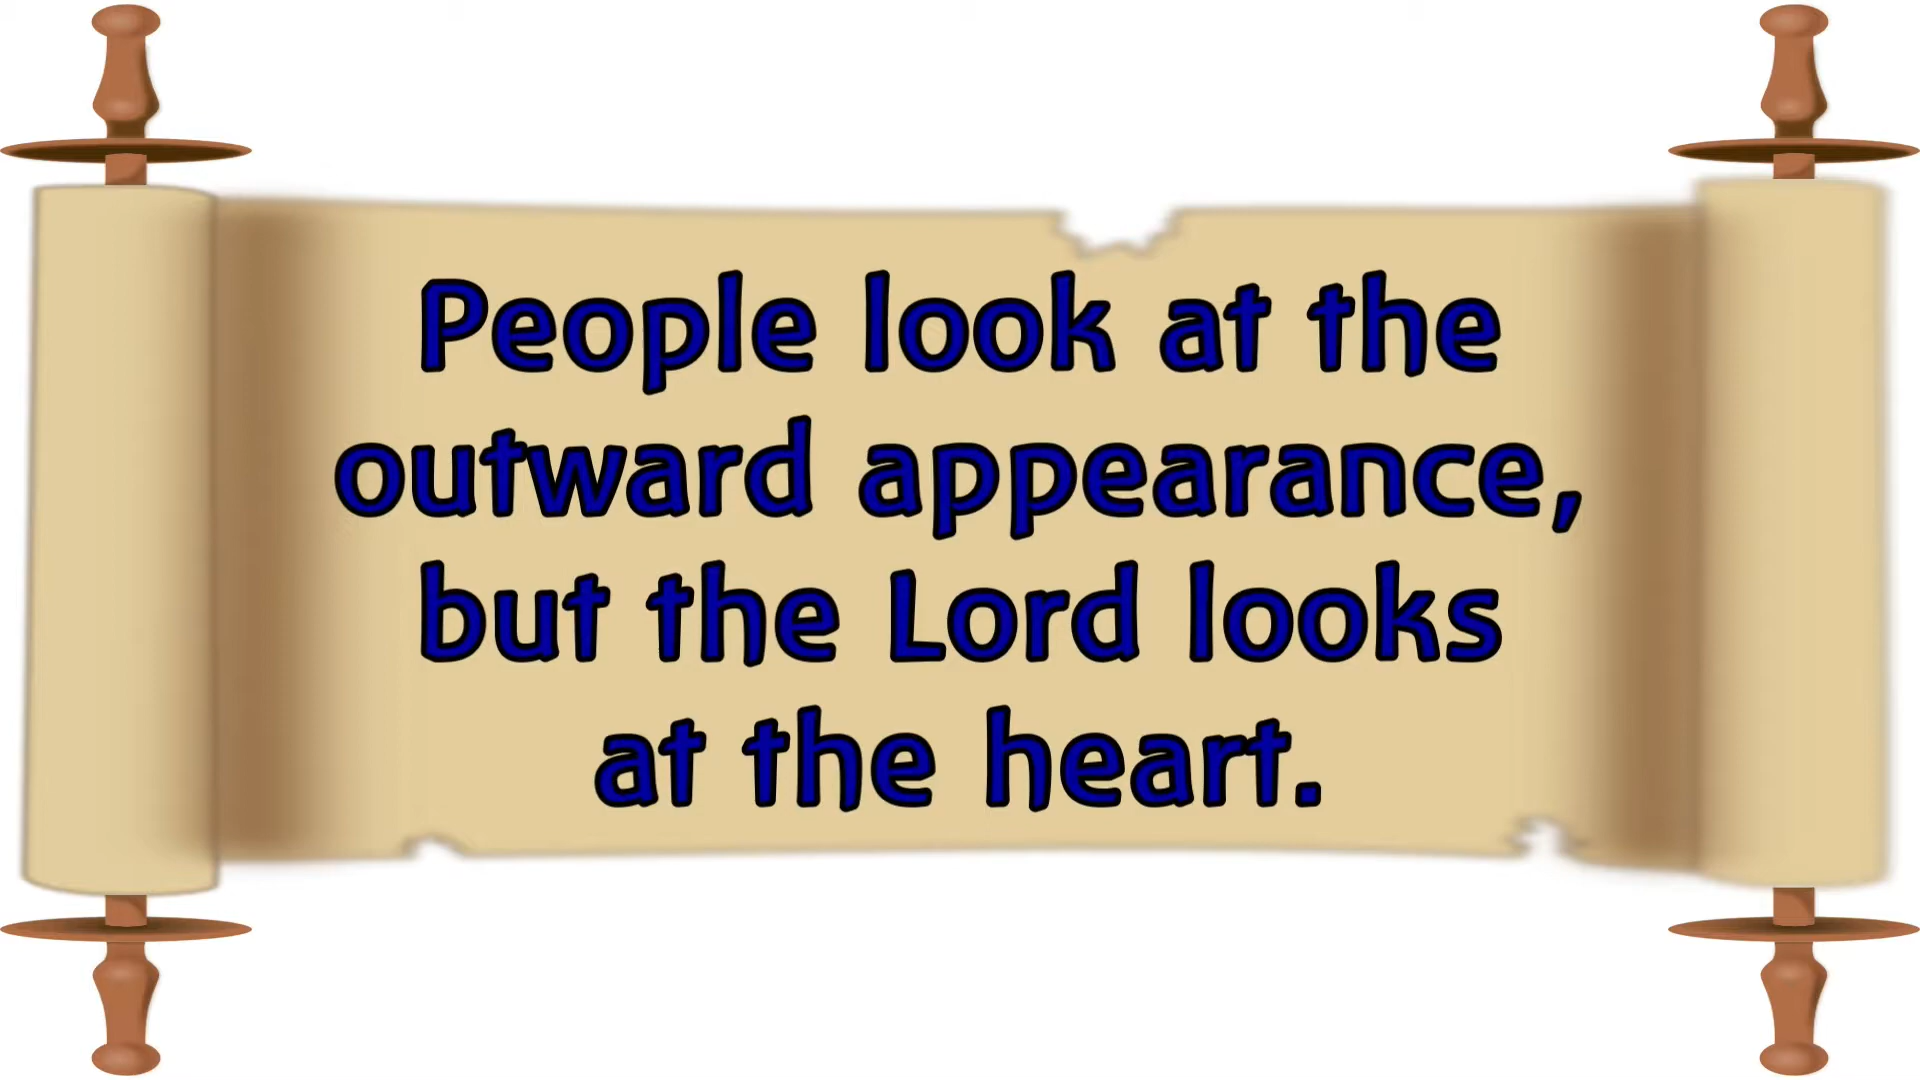 People look at the
outward appearance,
but the Lord looks
at the heart.